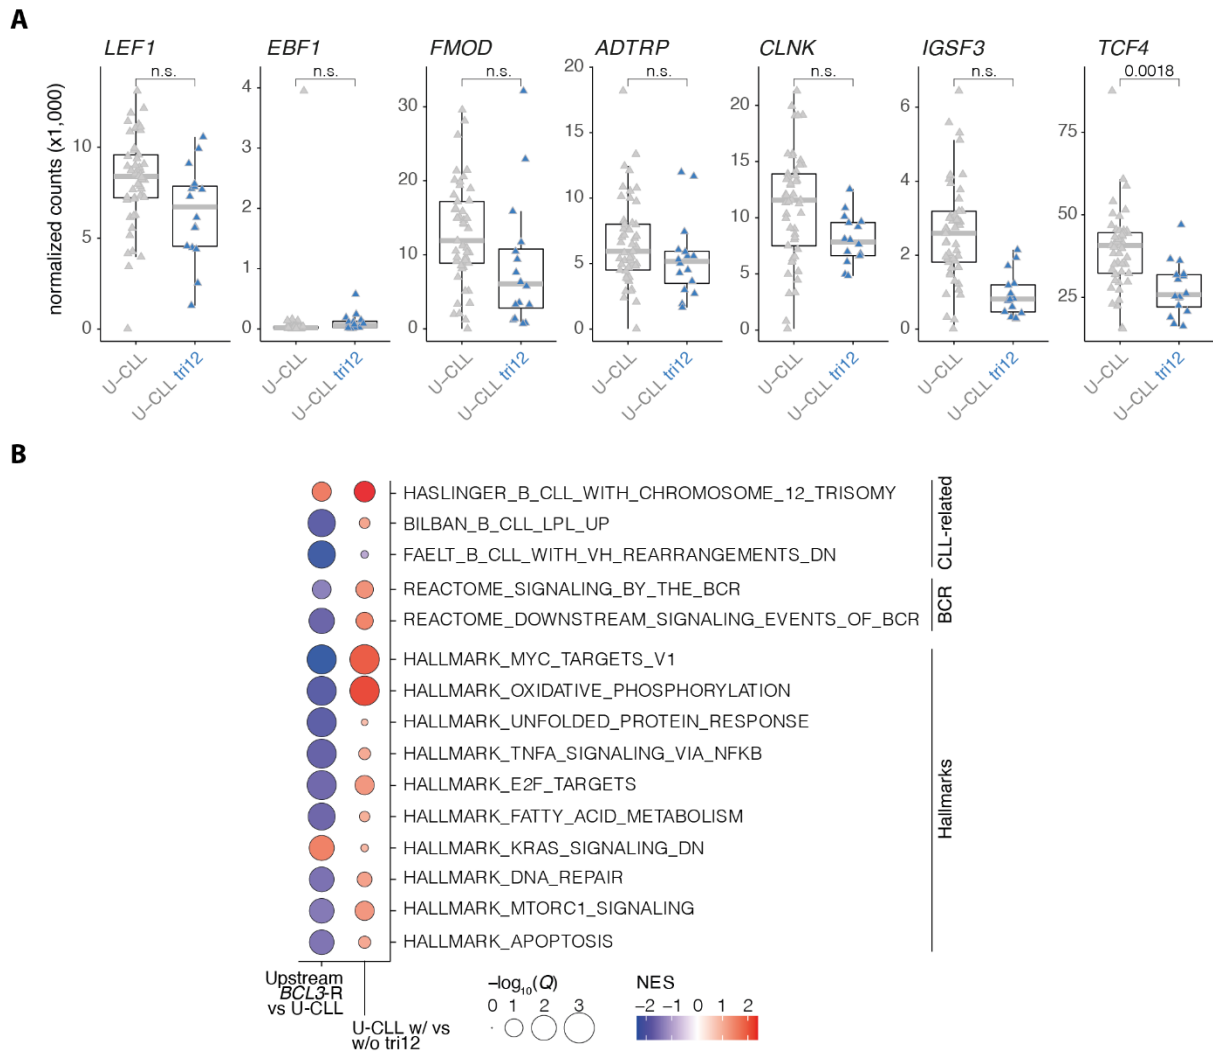 A
LEF1 EBF1 FMOD ADTRP CLNK IGSF3 TCF4
n.s. n.s. n.s. n.s. n.s. n.s. 0.0018
normalized counts (x1,000)
10
5
0
4
3
2
1
0
30
20
10
0
20
15
10
5
0
20
15
10
5
0
6
4
2
0
75
50
25
U-CLL U-CLL tri12 U-CLL U-CLL tri12 U-CLL U-CLL tri12 U-CLL U-CLL tri12 U-CLL U-CLL tri12 U-CLL U-CLL tri12 U-CLL U-CLL tri12
B
HASLINGER_B_CLL_WITH_CHROMOSOME_12_TRISOMY
BILBAN_B_CLL_LPL_UP
FAELT_B_CLL_WITH_VH_REARRANGEMENTS_DN
CLL-related
REACTOME_SIGNALING_BY_THE_BCR
REACTOME_DOWNSTREAM_SIGNALING_EVENTS_OF_BCR
BCR
HALLMARK_MYC_TARGETS_V1
HALLMARK_OXIDATIVE_PHOSPHORYLATION
HALLMARK_UNFOLDED_PROTEIN_RESPONSE
HALLMARK_TNFA_SIGNALING_VIA_NFKB
HALLMARK_E2F_TARGETS
HALLMARK_FATTY_ACID_METABOLISM
HALLMARK_KRAS_SIGNALING_DN
HALLMARK_DNA_REPAIR
HALLMARK_MTORC1_SIGNALING
HALLMARK_APOPTOSIS
Hallmarks
Upstream
BCL3-R
vs U-CLL
U-CLL w/ vs
w/o tri12
−log10(Q)
0 1 2 3
NES
−2 −1 0 1 2